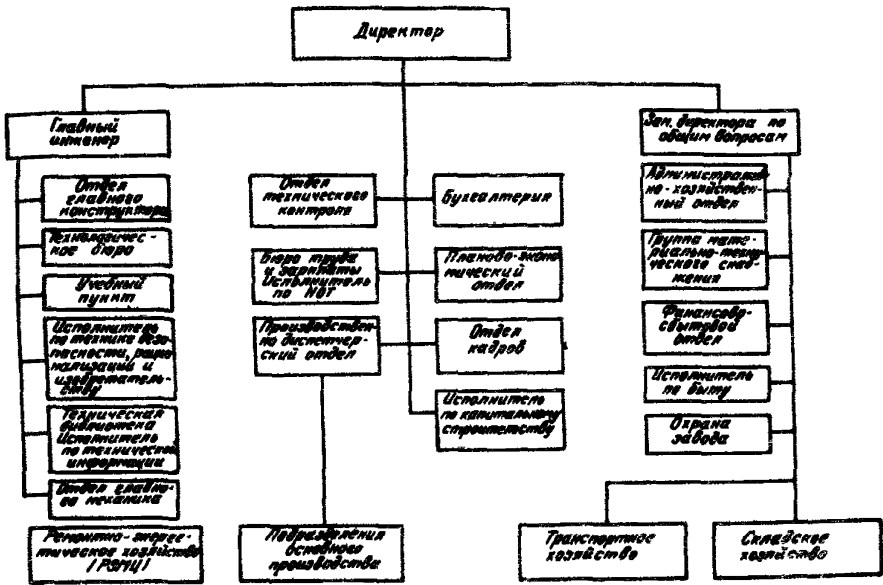 Директор
Главный
инженер
Зам. директора по
общим вопросам
Отдел
главного
конструктора
Технологичес-
кое бюро
Учебный
пункт
Исполнитель
по технике безо-
пасности, рацио-
нализаций и
изобретатель-
ству
Техническая
библиотека
Исполнитель
по технической
информации
Отдел главно-
го механика
Ремонтно-энерге-
тическое хозяйство
/РЭМЦ/
Отдел
технического
контроля
Бухгалтерия
Бюро труда
и зарплаты
Исполнитель
по НОТ
Планово-эконо-
мический
отдел
Производствен-
но диспетчер-
ский отдел
Отдел
кадров
Исполнитель
по капитальному
строительству
Подразделения
основного
производства
Административ-
но-хозяйствен-
ный отдел
Группа мате-
риально-техни-
ческого снаб-
жения
Финансово-
сбытовой
отдел
Исполнитель
по быту
Охрана
завода
Транспортное
хозяйство
Складское
хозяйство